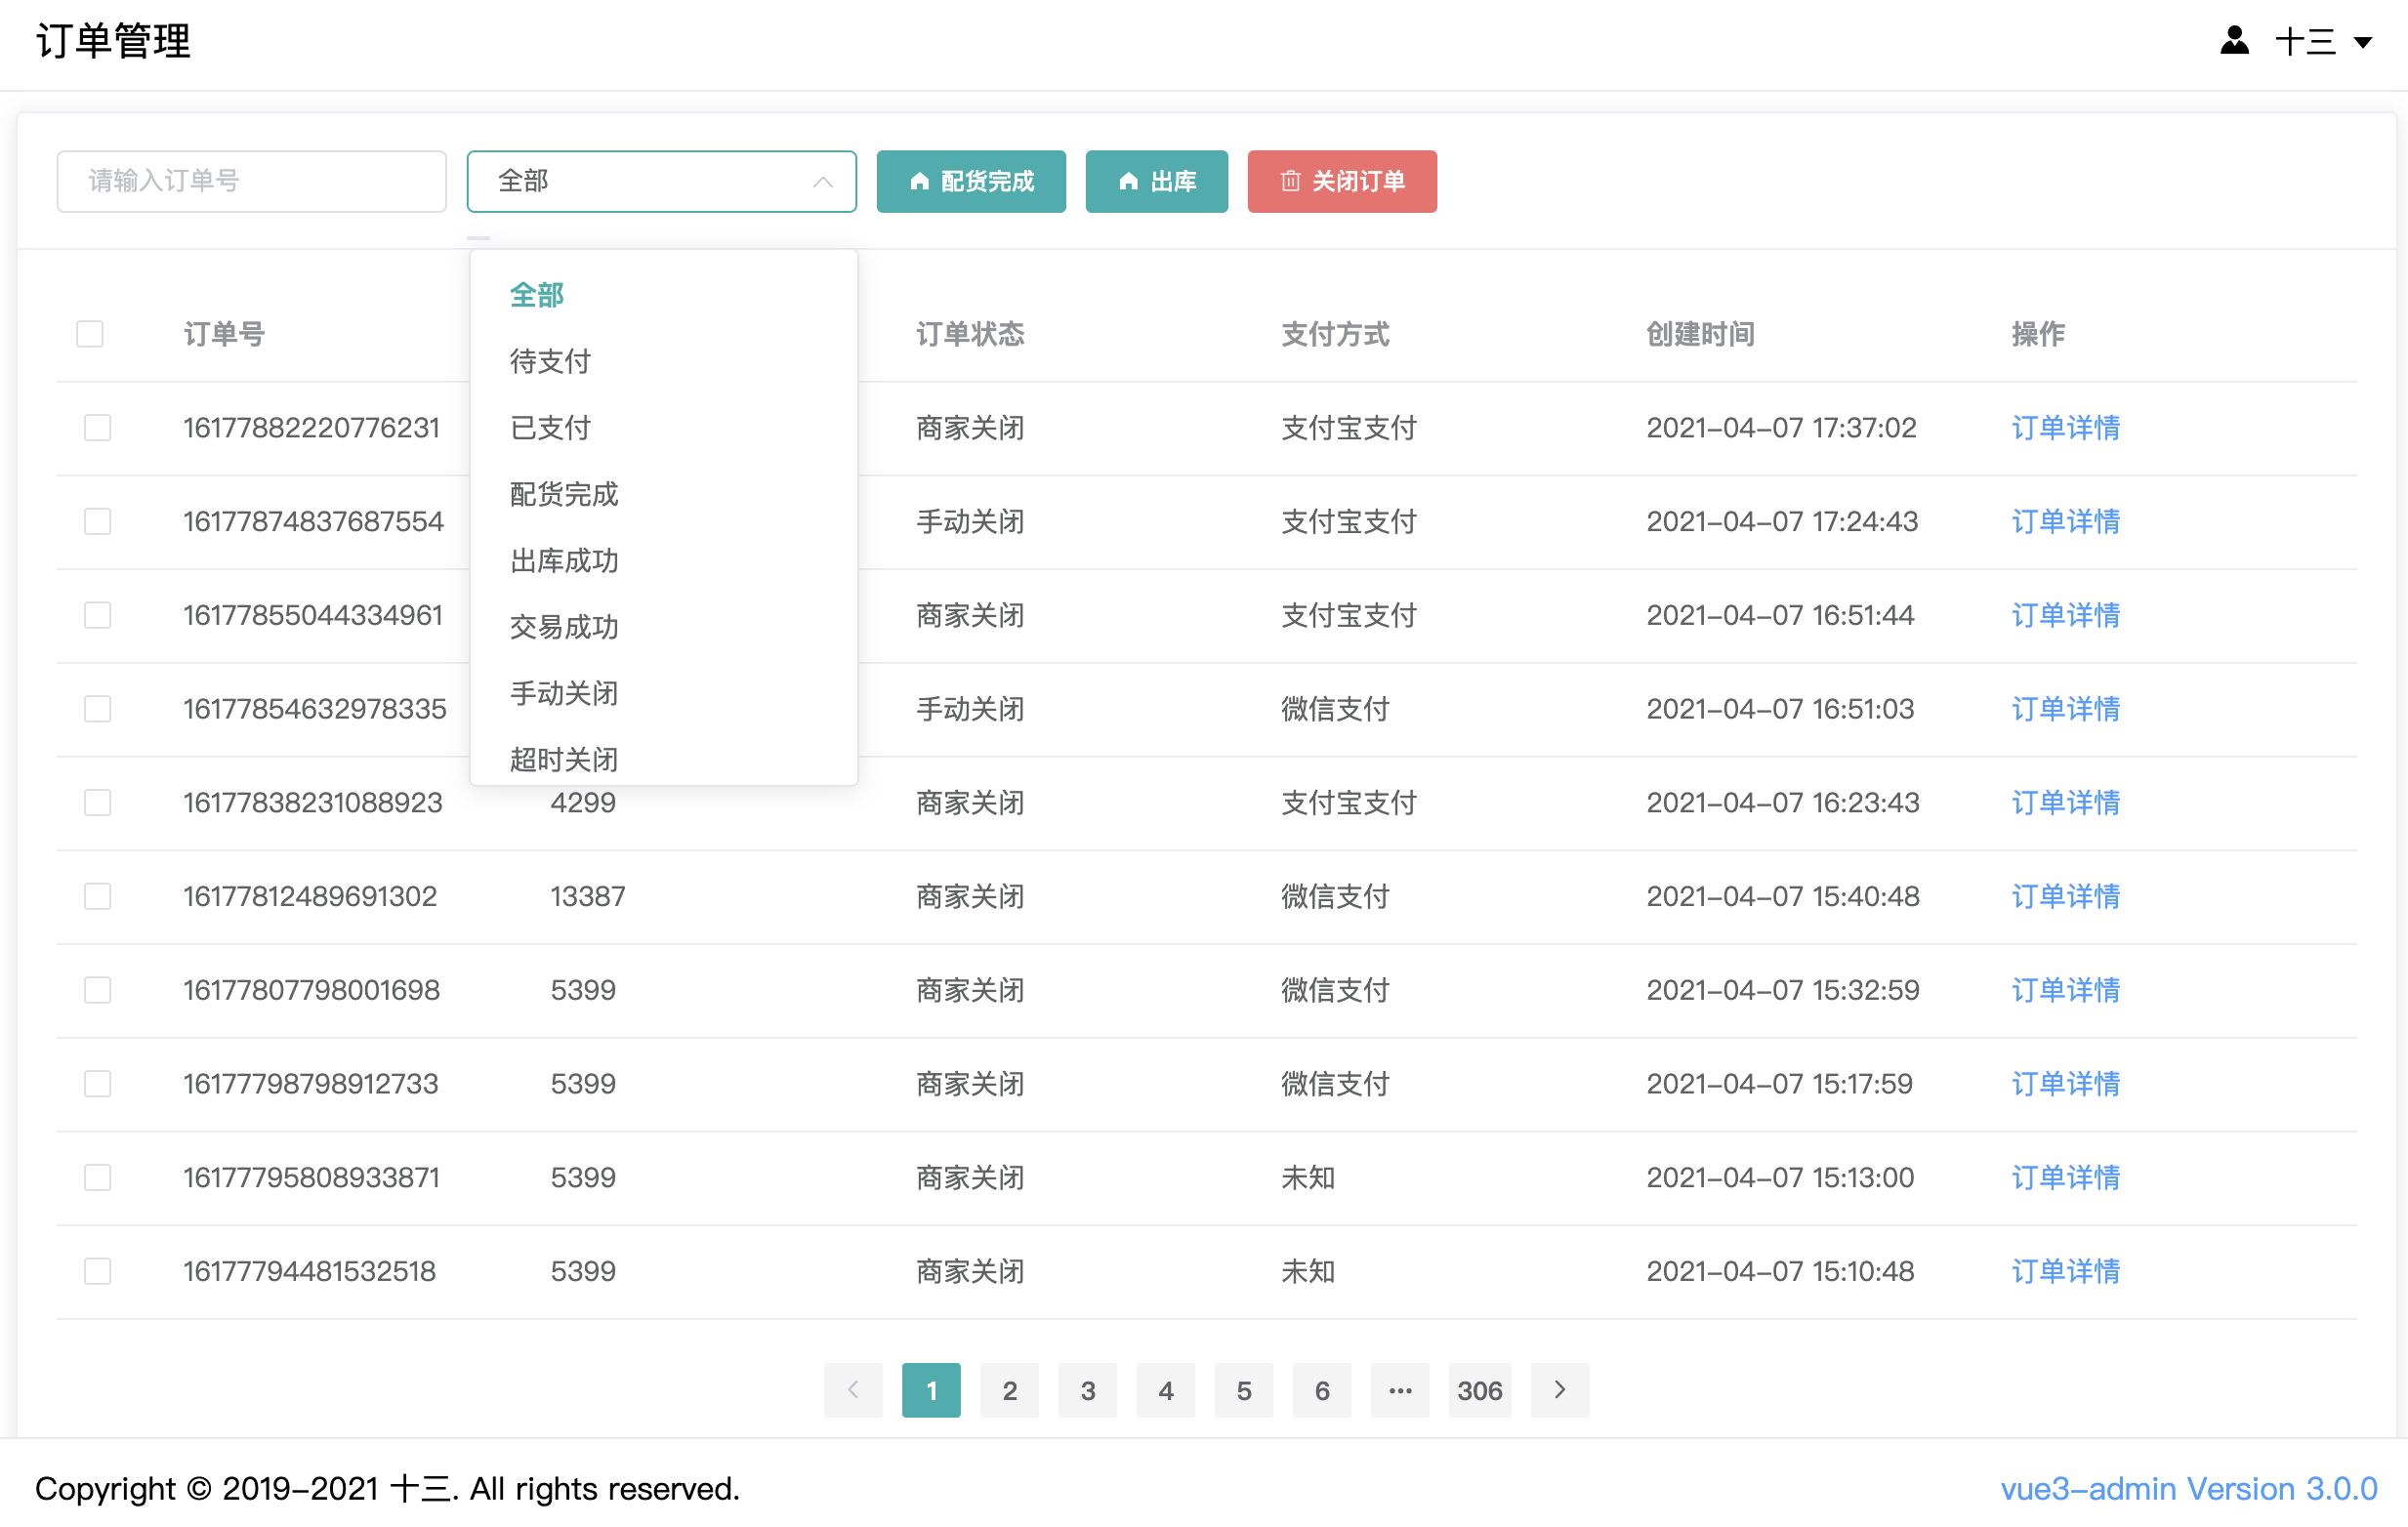 订单管理
十三
请输入订单号 全部 配货完成 出库 关闭订单
全部
待支付
已支付
配货完成
出库成功
交易成功
手动关闭
超时关闭
订单号 订单状态 支付方式 创建时间 操作
16177882220776231 商家关闭 支付宝支付 2021-04-07 17:37:02 订单详情
16177874837687554 手动关闭 支付宝支付 2021-04-07 17:24:43 订单详情
16177855044334961 商家关闭 支付宝支付 2021-04-07 16:51:44 订单详情
16177854632978335 手动关闭 微信支付 2021-04-07 16:51:03 订单详情
16177838231088923 4299 商家关闭 支付宝支付 2021-04-07 16:23:43 订单详情
16177812489691302 13387 商家关闭 微信支付 2021-04-07 15:40:48 订单详情
16177807798001698 5399 商家关闭 微信支付 2021-04-07 15:32:59 订单详情
16177798798912733 5399 商家关闭 微信支付 2021-04-07 15:17:59 订单详情
16177795808933871 5399 商家关闭 未知 2021-04-07 15:13:00 订单详情
16177794481532518 5399 商家关闭 未知 2021-04-07 15:10:48 订单详情
1 2 3 4 5 6 ··· 306
Copyright © 2019-2021 十三. All rights reserved. vue3-admin Version 3.0.0